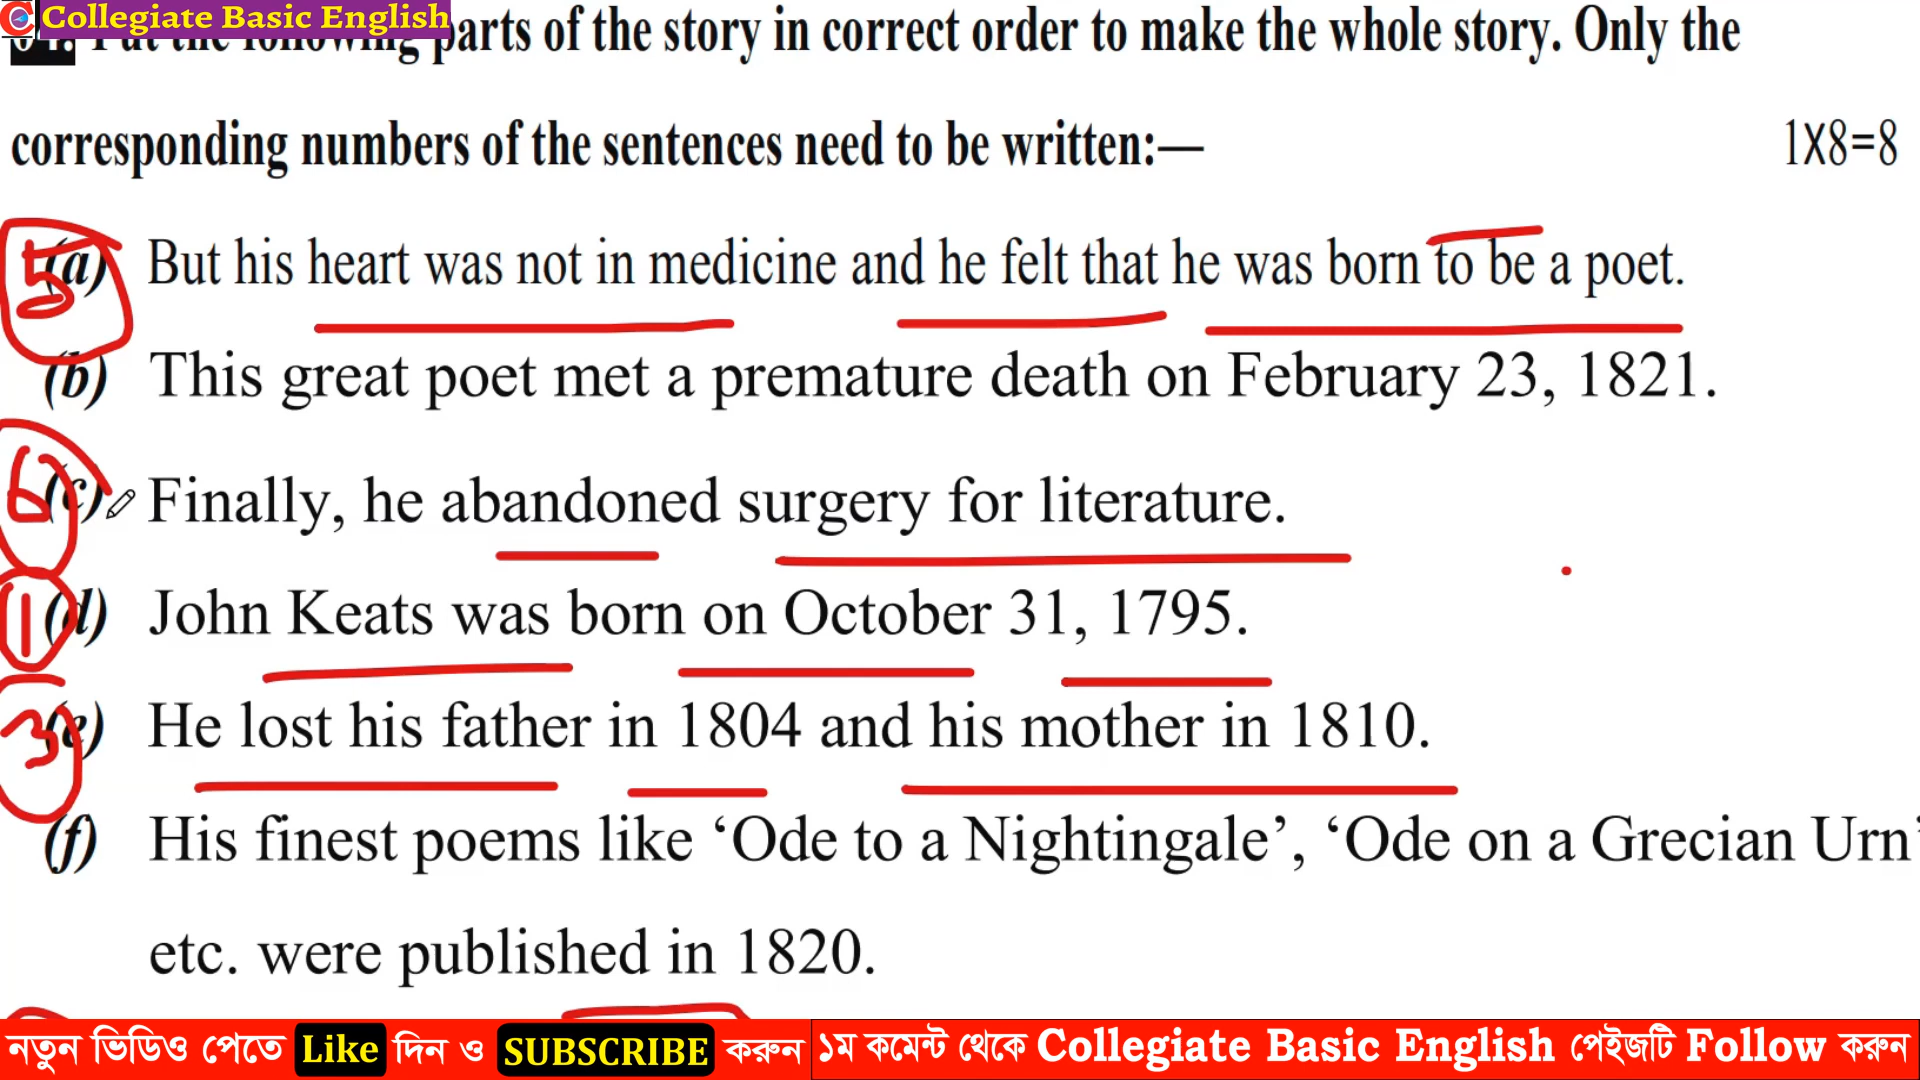 Collegiate Basic English
04. Put the following parts of the story in correct order to make the whole story. Only the
corresponding numbers of the sentences need to be written:— 1X8=8
5 (a) But his heart was not in medicine and he felt that he was born to be a poet.
(b) This great poet met a premature death on February 23, 1821.
6 (c) Finally, he abandoned surgery for literature.
1 (d) John Keats was born on October 31, 1795.
3 (e) He lost his father in 1804 and his mother in 1810.
(f) His finest poems like ‘Ode to a Nightingale’, ‘Ode on a Grecian Urn’
etc. were published in 1820.
নতুন ভিডিও পেতে Like দিন ও SUBSCRIBE করুন ১ম কমেন্ট থেকে Collegiate Basic English পেইজটি Follow করুন